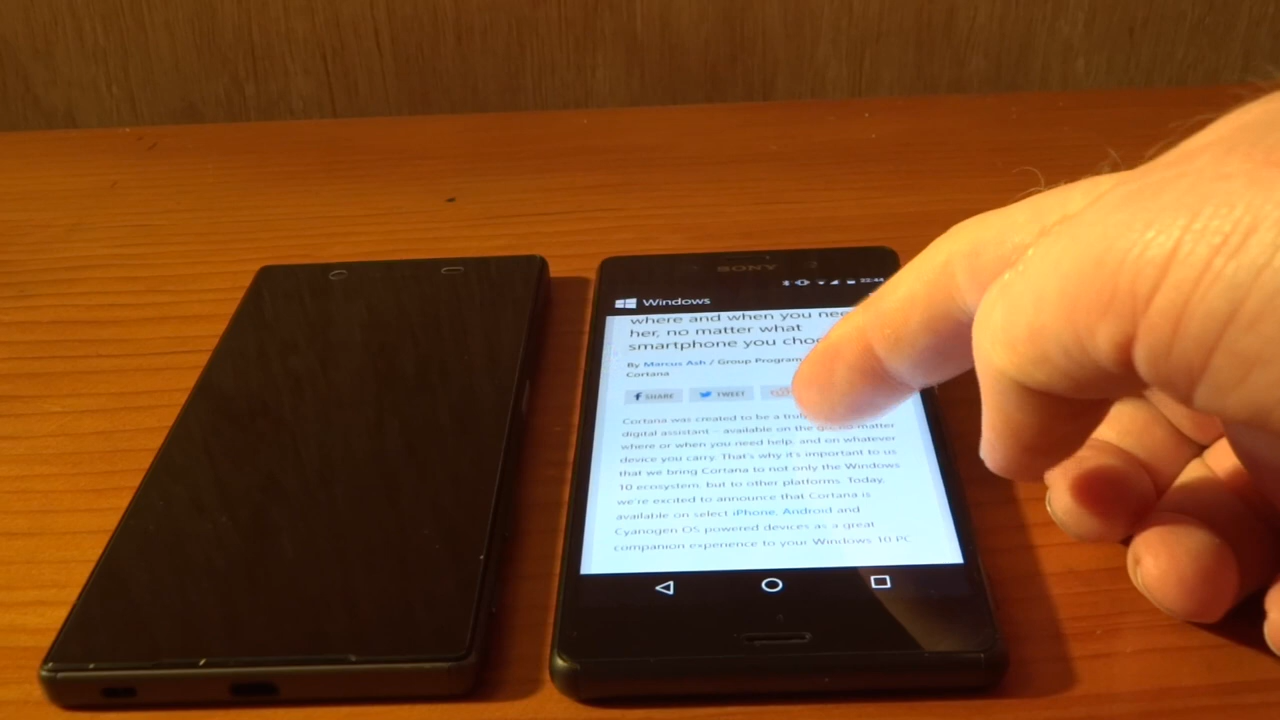 SONY
Windows
where and when you nee
her, no matter what
smartphone you choo
By Marcus Ash / Group Program
Cortana
SHARE
TWEET
Cortana was created to be a truly
digital assistant – available on the go, no matter
where or when you need help, and on whatever
device you carry. That's why it's important to us
that we bring Cortana to not only the Windows
10 ecosystem, but to other platforms. Today,
we're excited to announce that Cortana is
available on select iPhone, Android and
Cyanogen OS powered devices as a great
companion experience to your Windows 10 PC